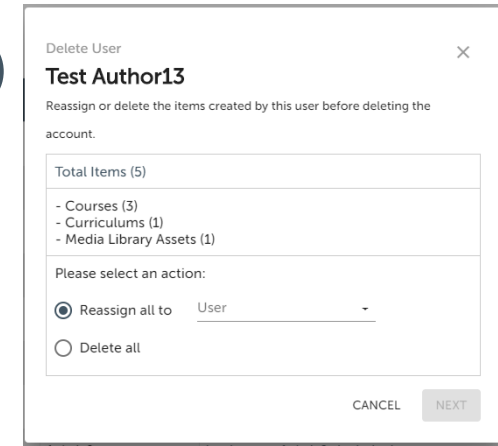 Delete User
Test Author13
Reassign or delete the items created by this user before deleting the
account.
Total Items (5)
- Courses (3)
- Curriculums (1)
- Media Library Assets (1)
Please select an action:
Reassign all to User
Delete all
CANCEL NEXT